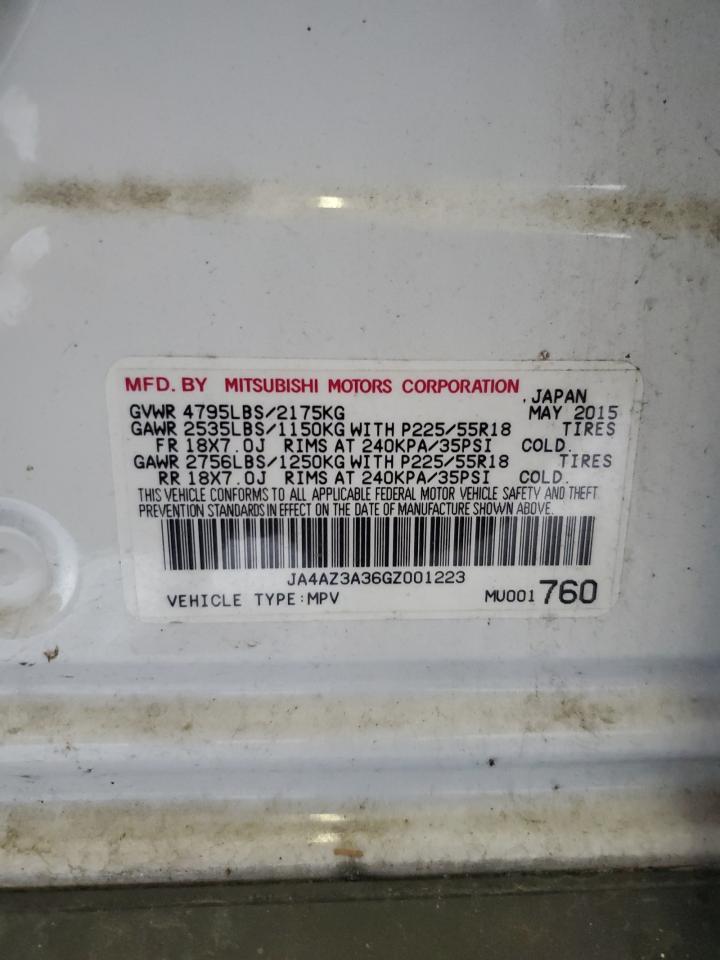 MFD. BY MITSUBISHI MOTORS CORPORATION
, JAPAN
GVWR 4795LBS/2175KG MAY 2015
GAWR 2535LBS/1150KG WITH P225/55R18 TIRES
FR 18X7.0J RIMS AT 240KPA/35PSI COLD.
GAWR 2756LBS/1250KG WITH P225/55R18 TIRES
RR 18X7.0J RIMS AT 240KPA/35PSI COLD.
THIS VEHICLE CONFORMS TO ALL APPLICABLE FEDERAL MOTOR VEHICLE SAFETY AND THEFT
PREVENTION STANDARDS IN EFFECT ON THE DATE OF MANUFACTURE SHOWN ABOVE.
JA4AZ3A36GZ001223
VEHICLE TYPE:MPV MU001760